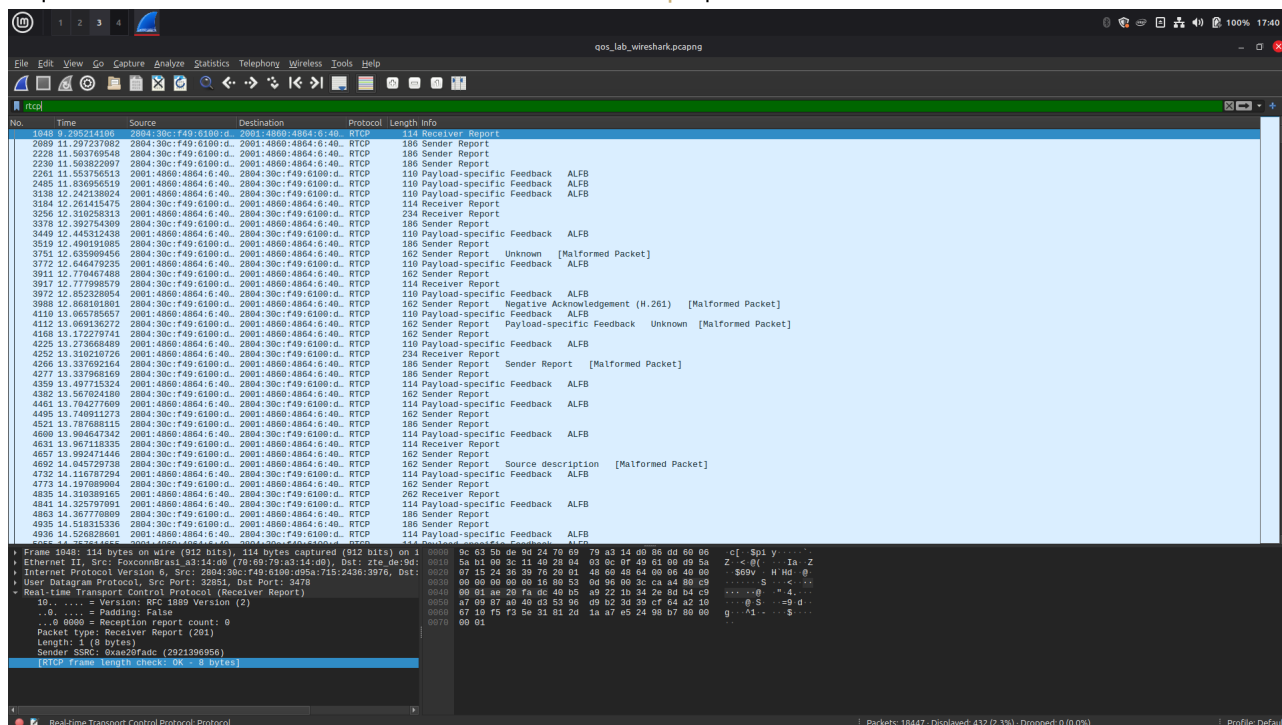 1 2 3 4
100% 17:40
qos_lab_wireshark.pcapng
File Edit View Go Capture Analyze Statistics Telephony Wireless Tools Help
rtcp
No. Time Source Destination Protocol Length Info
1048 9.295214106 2804:30c:f49:6100:d… 2001:4860:4864:6:40… RTCP 114 Receiver Report
2089 11.297237082 2804:30c:f49:6100:d… 2001:4860:4864:6:40… RTCP 186 Sender Report
2228 11.503769548 2804:30c:f49:6100:d… 2001:4860:4864:6:40… RTCP 186 Sender Report
2230 11.503822097 2804:30c:f49:6100:d… 2001:4860:4864:6:40… RTCP 186 Sender Report
2261 11.553756513 2001:4860:4864:6:40… 2804:30c:f49:6100:d… RTCP 110 Payload-specific Feedback ALFB
2485 11.836956519 2001:4860:4864:6:40… 2804:30c:f49:6100:d… RTCP 110 Payload-specific Feedback ALFB
3138 12.242138024 2001:4860:4864:6:40… 2804:30c:f49:6100:d… RTCP 110 Payload-specific Feedback ALFB
3184 12.261415475 2804:30c:f49:6100:d… 2001:4860:4864:6:40… RTCP 114 Receiver Report
3256 12.310258313 2001:4860:4864:6:40… 2804:30c:f49:6100:d… RTCP 234 Receiver Report
3378 12.392754309 2804:30c:f49:6100:d… 2001:4860:4864:6:40… RTCP 186 Sender Report
3449 12.445312438 2001:4860:4864:6:40… 2804:30c:f49:6100:d… RTCP 110 Payload-specific Feedback ALFB
3519 12.490191085 2804:30c:f49:6100:d… 2001:4860:4864:6:40… RTCP 186 Sender Report
3751 12.635909456 2804:30c:f49:6100:d… 2001:4860:4864:6:40… RTCP 162 Sender Report Unknown [Malformed Packet]
3772 12.646479235 2001:4860:4864:6:40… 2804:30c:f49:6100:d… RTCP 110 Payload-specific Feedback ALFB
3911 12.770467488 2804:30c:f49:6100:d… 2001:4860:4864:6:40… RTCP 162 Sender Report
3917 12.777998579 2804:30c:f49:6100:d… 2001:4860:4864:6:40… RTCP 114 Receiver Report
3972 12.852328054 2001:4860:4864:6:40… 2804:30c:f49:6100:d… RTCP 110 Payload-specific Feedback ALFB
3988 12.868101801 2804:30c:f49:6100:d… 2001:4860:4864:6:40… RTCP 162 Sender Report Negative Acknowledgement (H.261) [Malformed Packet]
4110 13.065785657 2001:4860:4864:6:40… 2804:30c:f49:6100:d… RTCP 110 Payload-specific Feedback ALFB
4112 13.069136272 2804:30c:f49:6100:d… 2001:4860:4864:6:40… RTCP 162 Sender Report Payload-specific Feedback Unknown [Malformed Packet]
4168 13.172279741 2804:30c:f49:6100:d… 2001:4860:4864:6:40… RTCP 162 Sender Report
4225 13.273668489 2001:4860:4864:6:40… 2804:30c:f49:6100:d… RTCP 110 Payload-specific Feedback ALFB
4252 13.310210726 2001:4860:4864:6:40… 2804:30c:f49:6100:d… RTCP 234 Receiver Report
4266 13.337692164 2804:30c:f49:6100:d… 2001:4860:4864:6:40… RTCP 186 Sender Report Sender Report [Malformed Packet]
4277 13.337968169 2804:30c:f49:6100:d… 2001:4860:4864:6:40… RTCP 186 Sender Report
4359 13.497715324 2001:4860:4864:6:40… 2804:30c:f49:6100:d… RTCP 114 Payload-specific Feedback ALFB
4382 13.567024180 2804:30c:f49:6100:d… 2001:4860:4864:6:40… RTCP 162 Sender Report
4461 13.704277609 2001:4860:4864:6:40… 2804:30c:f49:6100:d… RTCP 114 Payload-specific Feedback ALFB
4495 13.740911273 2804:30c:f49:6100:d… 2001:4860:4864:6:40… RTCP 162 Sender Report
4521 13.787688115 2804:30c:f49:6100:d… 2001:4860:4864:6:40… RTCP 186 Sender Report
4600 13.904647342 2001:4860:4864:6:40… 2804:30c:f49:6100:d… RTCP 114 Payload-specific Feedback ALFB
4631 13.967118335 2804:30c:f49:6100:d… 2001:4860:4864:6:40… RTCP 114 Receiver Report
4657 13.992471446 2804:30c:f49:6100:d… 2001:4860:4864:6:40… RTCP 162 Sender Report
4692 14.045729738 2804:30c:f49:6100:d… 2001:4860:4864:6:40… RTCP 162 Sender Report Source description [Malformed Packet]
4732 14.116787294 2001:4860:4864:6:40… 2804:30c:f49:6100:d… RTCP 114 Payload-specific Feedback ALFB
4773 14.197089004 2804:30c:f49:6100:d… 2001:4860:4864:6:40… RTCP 162 Sender Report
4835 14.310389165 2001:4860:4864:6:40… 2804:30c:f49:6100:d… RTCP 262 Receiver Report
4841 14.325797091 2001:4860:4864:6:40… 2804:30c:f49:6100:d… RTCP 114 Payload-specific Feedback ALFB
4863 14.367770809 2804:30c:f49:6100:d… 2001:4860:4864:6:40… RTCP 186 Sender Report
4935 14.518315336 2804:30c:f49:6100:d… 2001:4860:4864:6:40… RTCP 186 Sender Report
4936 14.526828601 2001:4860:4864:6:40… 2804:30c:f49:6100:d… RTCP 114 Payload-specific Feedback ALFB
Frame 1048: 114 bytes on wire (912 bits), 114 bytes captured (912 bits) on i
Ethernet II, Src: FoxconnBrasi_a3:14:d0 (70:69:79:a3:14:d0), Dst: zte_de:9d:
Internet Protocol Version 6, Src: 2804:30c:f49:6100:d95a:715:2436:3976, Dst:
User Datagram Protocol, Src Port: 32851, Dst Port: 3478
Real-time Transport Control Protocol (Receiver Report)
10.. .... = Version: RFC 1889 Version (2)
..0. .... = Padding: False
...0 0000 = Reception report count: 0
Packet type: Receiver Report (201)
Length: 1 (8 bytes)
Sender SSRC: 0xae20fadc (2921396956)
[RTCP frame length check: OK - 8 bytes]
0000 9c 63 5b de 9d 24 70 69 79 a3 14 d0 86 dd 60 06
0010 5a b1 00 3c 11 40 28 04 03 0c 0f 49 61 00 d9 5a
0020 07 15 24 36 39 76 20 01 48 60 48 64 00 06 40 00
0030 00 00 00 00 00 16 80 53 0d 96 00 3c ca a4 80 c9
0040 00 01 ae 20 fa dc 40 b5 a9 22 1b 34 2e 8d b4 c9
0050 a7 09 87 a0 40 d3 53 96 d9 b2 3d 39 cf 64 a2 10
0060 67 10 f5 f3 5e 31 81 2d 1a a7 e5 24 98 b7 80 00
0070 00 01
Real-time Transport Control Protocol: Protocol
Packets: 18447 · Displayed: 432 (2.3%) · Dropped: 0 (0.0%)
Profile: Defau